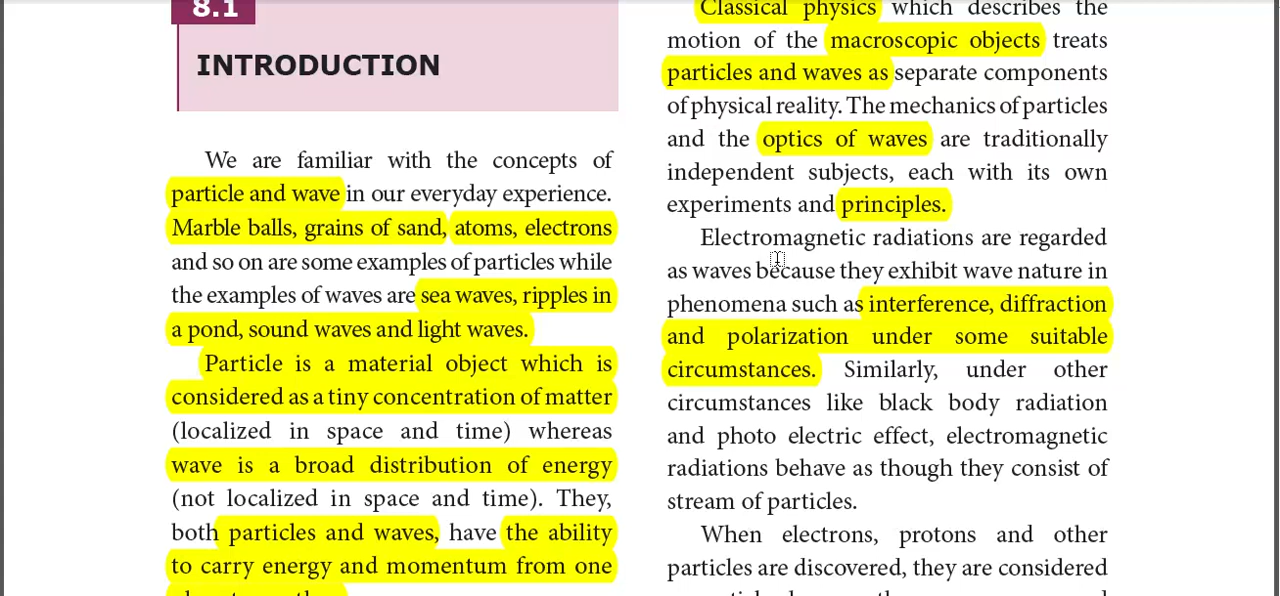 8.1
INTRODUCTION
We are familiar with the concepts of
particle and wave in our everyday experience.
Marble balls, grains of sand, atoms, electrons
and so on are some examples of particles while
the examples of waves are sea waves, ripples in
a pond, sound waves and light waves.
Particle is a material object which is
considered as a tiny concentration of matter
(localized in space and time) whereas
wave is a broad distribution of energy
(not localized in space and time). They,
both particles and waves, have the ability
to carry energy and momentum from one
Classical physics which describes the
motion of the macroscopic objects treats
particles and waves as separate components
of physical reality. The mechanics of particles
and the optics of waves are traditionally
independent subjects, each with its own
experiments and principles.
Electromagnetic radiations are regarded
as waves because they exhibit wave nature in
phenomena such as interference, diffraction
and polarization under some suitable
circumstances. Similarly, under other
circumstances like black body radiation
and photo electric effect, electromagnetic
radiations behave as though they consist of
stream of particles.
When electrons, protons and other
particles are discovered, they are considered